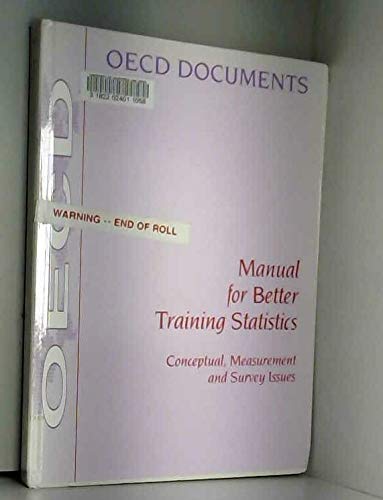 OECD DOCUMENTS
OECD
WARNING -- END OF ROLL
Manual
for Better
Training Statistics
Conceptual, Measurement
and Survey Issues